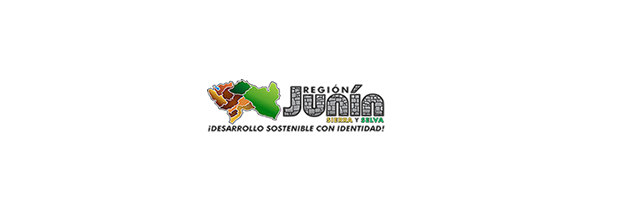 REGIÓN
Junín
SIERRA Y SELVA
¡DESARROLLO SOSTENIBLE CON IDENTIDAD!